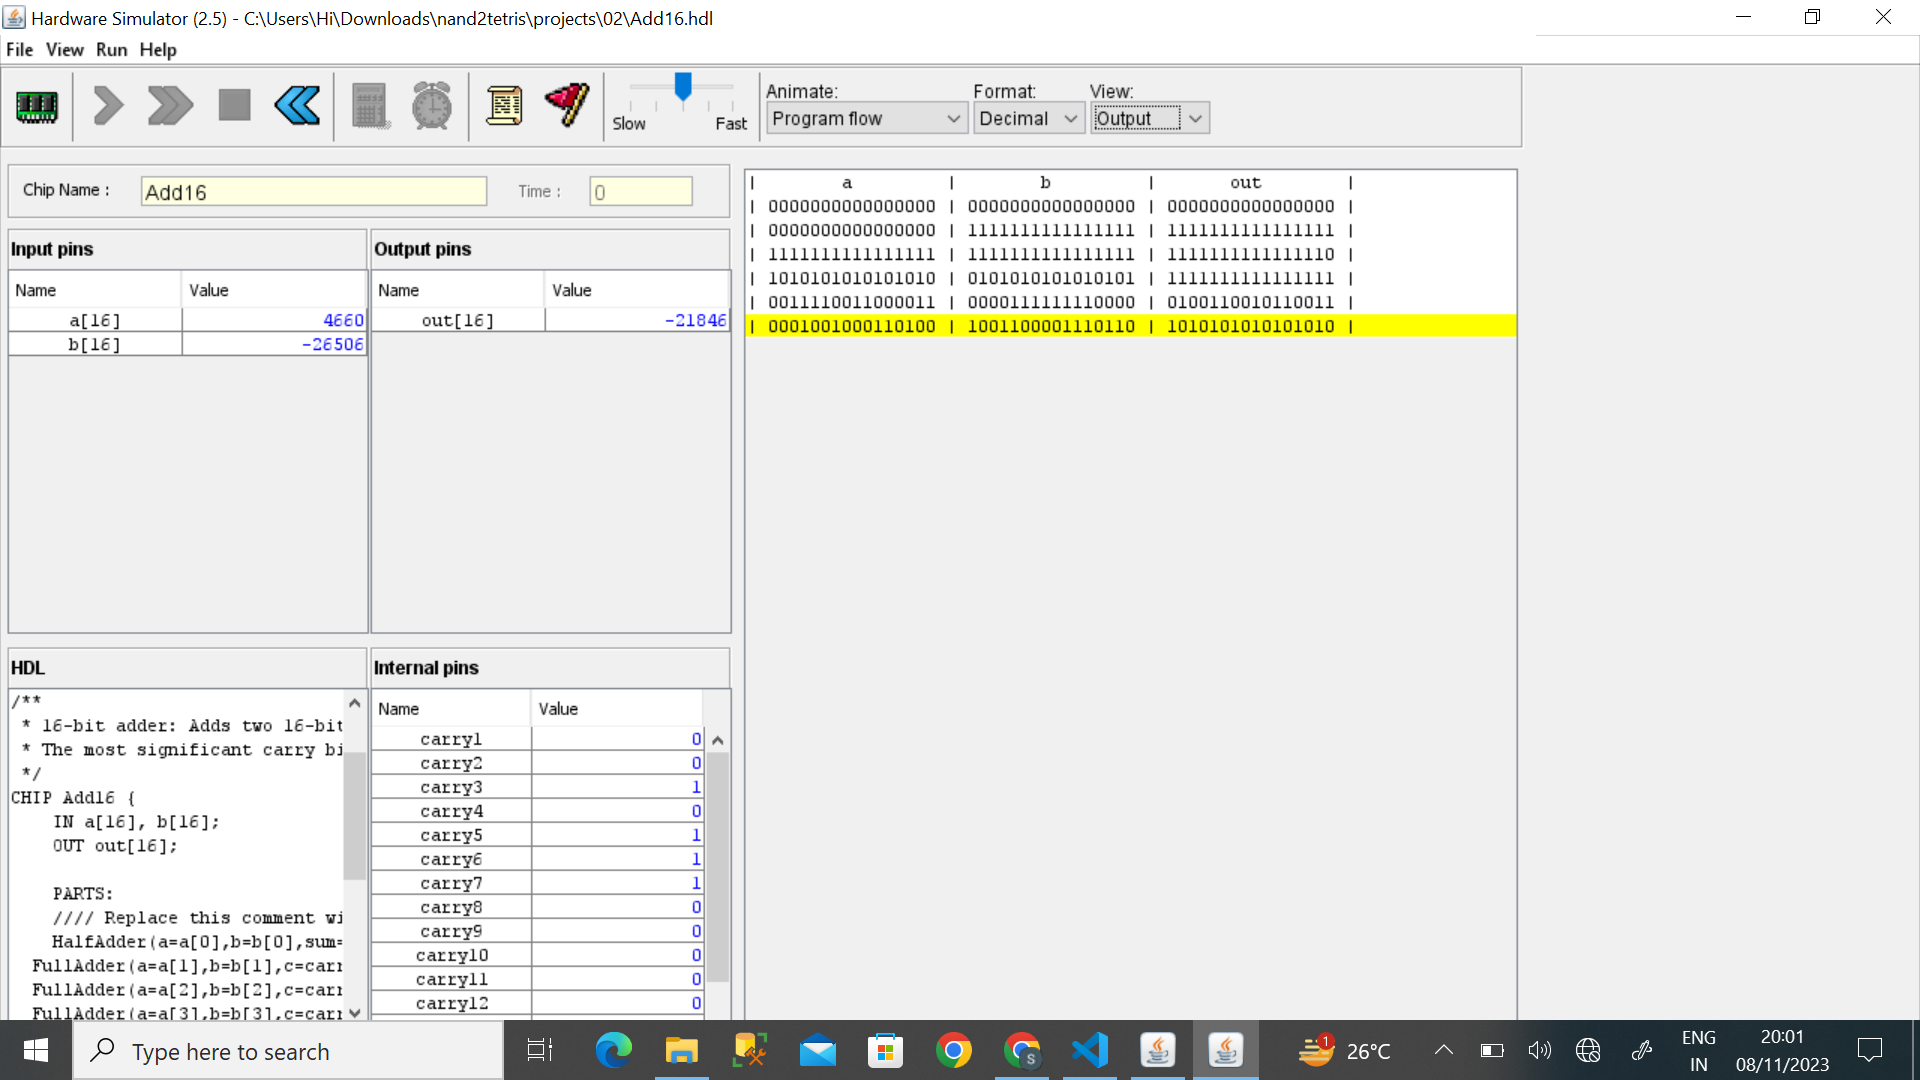 Hardware Simulator (2.5) - C:\Users\Hi\Downloads\nand2tetris\projects\02\Add16.hdl
File View Run Help
Slow Fast
Animate: Format: View:
Program flow Decimal Output
Chip Name : Add16 Time : 0
Input pins
Name Value
a[16] 4660
b[16] -26506
Output pins
Name Value
out[16] -21846
| a | b | out |
| 0000000000000000 | 0000000000000000 | 0000000000000000 |
| 0000000000000000 | 1111111111111111 | 1111111111111111 |
| 1111111111111111 | 1111111111111111 | 1111111111111110 |
| 1010101010101010 | 0101010101010101 | 1111111111111111 |
| 0011110011000011 | 0000111111110000 | 0100110010110011 |
| 0001001000110100 | 1001100001110110 | 1010101010101010 |
HDL
/**
* 16-bit adder: Adds two 16-bit
* The most significant carry bi
*/
CHIP Add16 {
IN a[16], b[16];
OUT out[16];
PARTS:
//// Replace this comment wi
HalfAdder(a=a[0],b=b[0],sum=
FullAdder(a=a[1],b=b[1],c=carr
FullAdder(a=a[2],b=b[2],c=carr
FullAdder(a=a[3],b=b[3],c=carr
Internal pins
Name Value
carry1 0
carry2 0
carry3 1
carry4 0
carry5 1
carry6 1
carry7 1
carry8 0
carry9 0
carry10 0
carry11 0
carry12 0
Type here to search
S
1
26°C
ENG
IN
20:01
08/11/2023